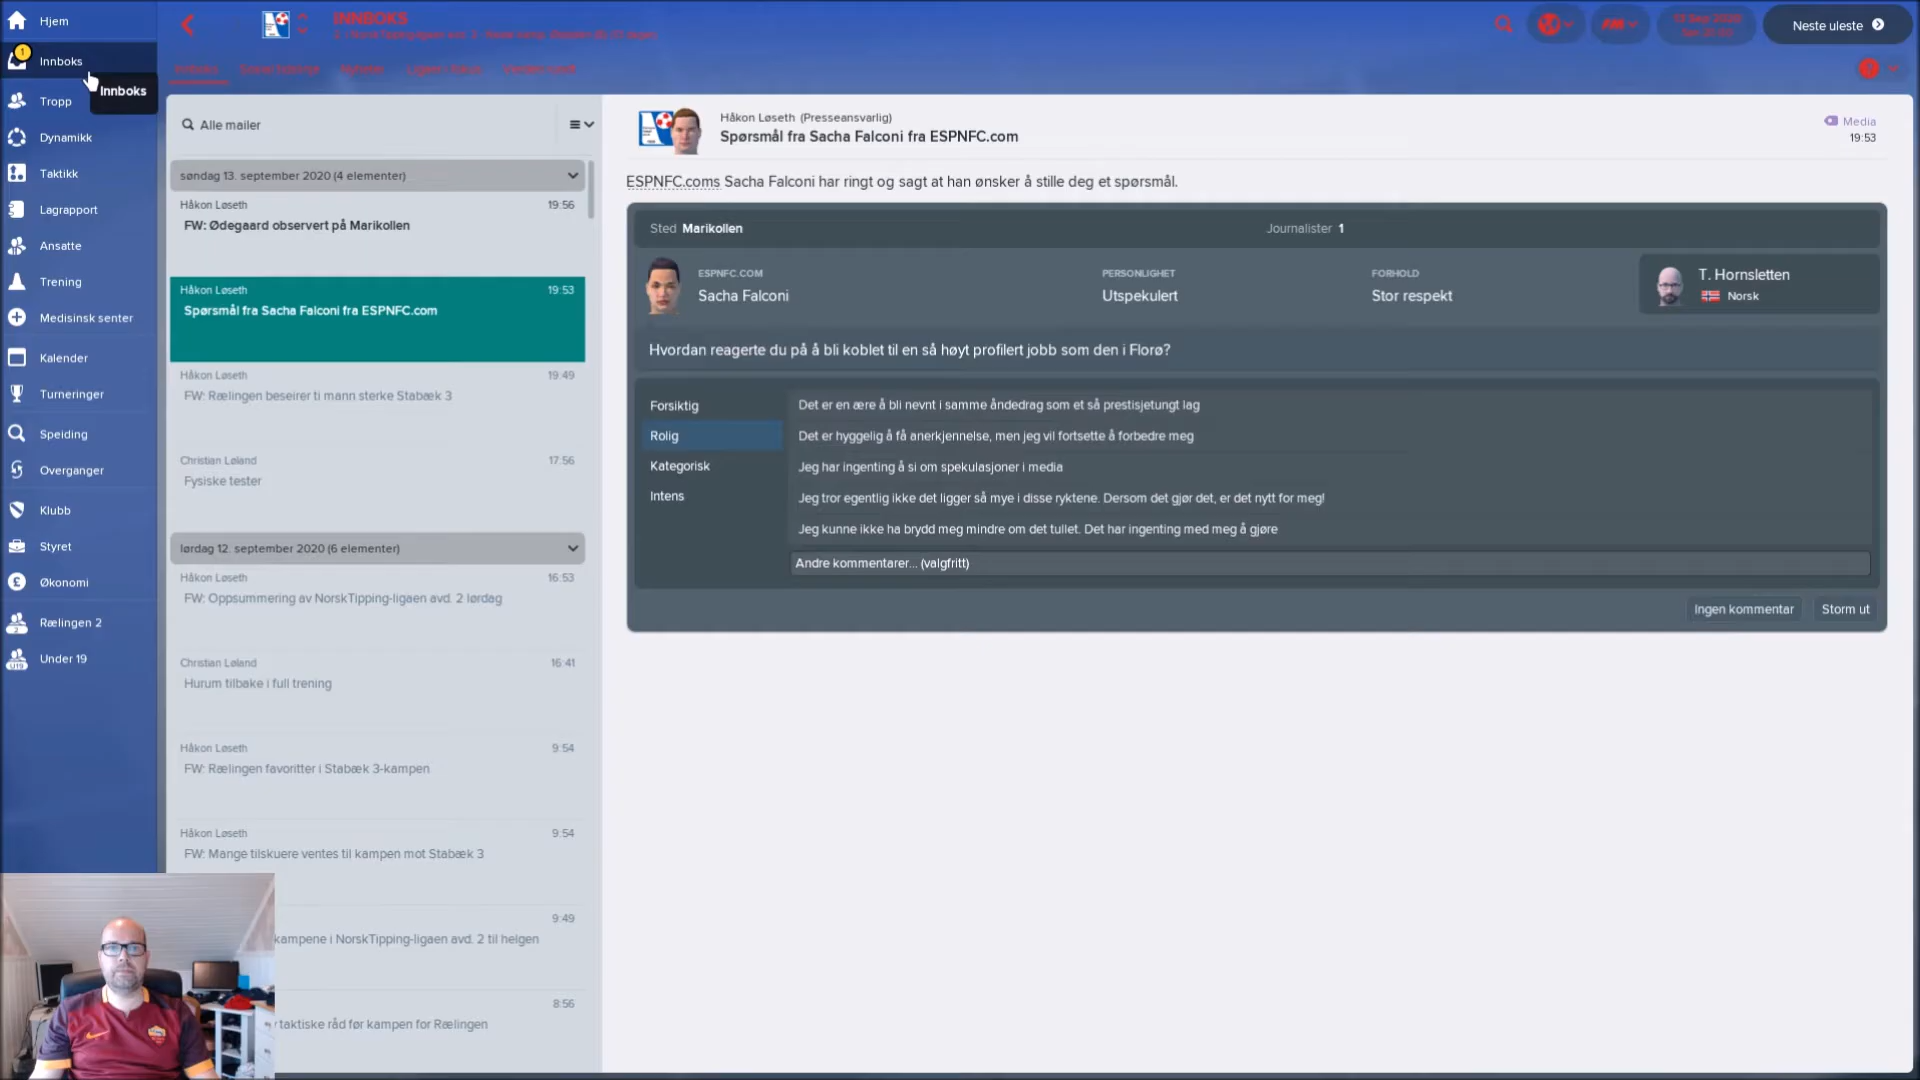 Hjem
1
Innboks
Innboks
Tropp
Dynamikk
Taktikk
Lagrapport
Ansatte
Trening
Medisinsk senter
Kalender
Turneringer
Speiding
Overganger
Klubb
Styret
Økonomi
Rælingen 2
Under 19
INNBOKS
Neste uleste
Innboks
Nyheter
Alle mailer
søndag 13. september 2020 (4 elementer)
Håkon Løseth 19:56
FW: Ødegaard observert på Marikollen
Håkon Løseth 19:53
Spørsmål fra Sacha Falconi fra ESPNFC.com
Håkon Løseth 19:49
FW: Rælingen beseirer ti mann sterke Stabæk 3
Christian Løland 17:56
Fysiske tester
lørdag 12. september 2020 (6 elementer)
Håkon Løseth 16:53
FW: Oppsummering av NorskTipping-ligaen avd. 2 lørdag
Christian Løland 16:41
Hurum tilbake i full trening
Håkon Løseth 9:54
FW: Rælingen favoritter i Stabæk 3-kampen
Håkon Løseth 9:54
FW: Mange tilskuere ventes til kampen mot Stabæk 3
9:49
kampene i NorskTipping-ligaen avd. 2 til helgen
8:56
taktiske råd før kampen for Rælingen
Håkon Løseth (Presseansvarlig)
Spørsmål fra Sacha Falconi fra ESPNFC.com
Media
19:53
ESPNFC.coms Sacha Falconi har ringt og sagt at han ønsker å stille deg et spørsmål.
Sted Marikollen Journalister 1
ESPNFC.COM PERSONLIGHET FORHOLD
Sacha Falconi Utspekulert Stor respekt
T. Hornsletten
Norsk
Hvordan reagerte du på å bli koblet til en så høyt profilert jobb som den i Florø?
Forsiktig
Rolig
Kategorisk
Intens
Det er en ære å bli nevnt i samme åndedrag som et så prestisjetungt lag
Det er hyggelig å få anerkjennelse, men jeg vil fortsette å forbedre meg
Jeg har ingenting å si om spekulasjoner i media
Jeg tror egentlig ikke det ligger så mye i disse ryktene. Dersom det gjør det, er det nytt for meg!
Jeg kunne ikke ha brydd meg mindre om det tullet. Det har ingenting med meg å gjøre
Andre kommentarer... (valgfritt)
Ingen kommentar Storm ut